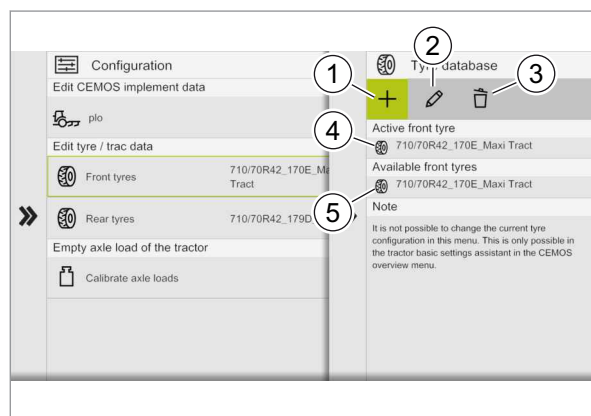 Configuration
Edit CEMOS implement data
plo
Edit tyre / trac data
Front tyres
710/70R42_170E_Ma
Tract
Rear tyres
710/70R42_179D
Empty axle load of the tractor
Calibrate axle loads
1
2
3
4
5
database
Active front tyre
710/70R42_170E_Maxi Tract
Available front tyres
710/70R42_170E_Maxi Tract
Note
It is not possible to change the current tyre
configuration in this menu. This is only possible in
the tractor basic settings assistant in the CEMOS
overview menu.